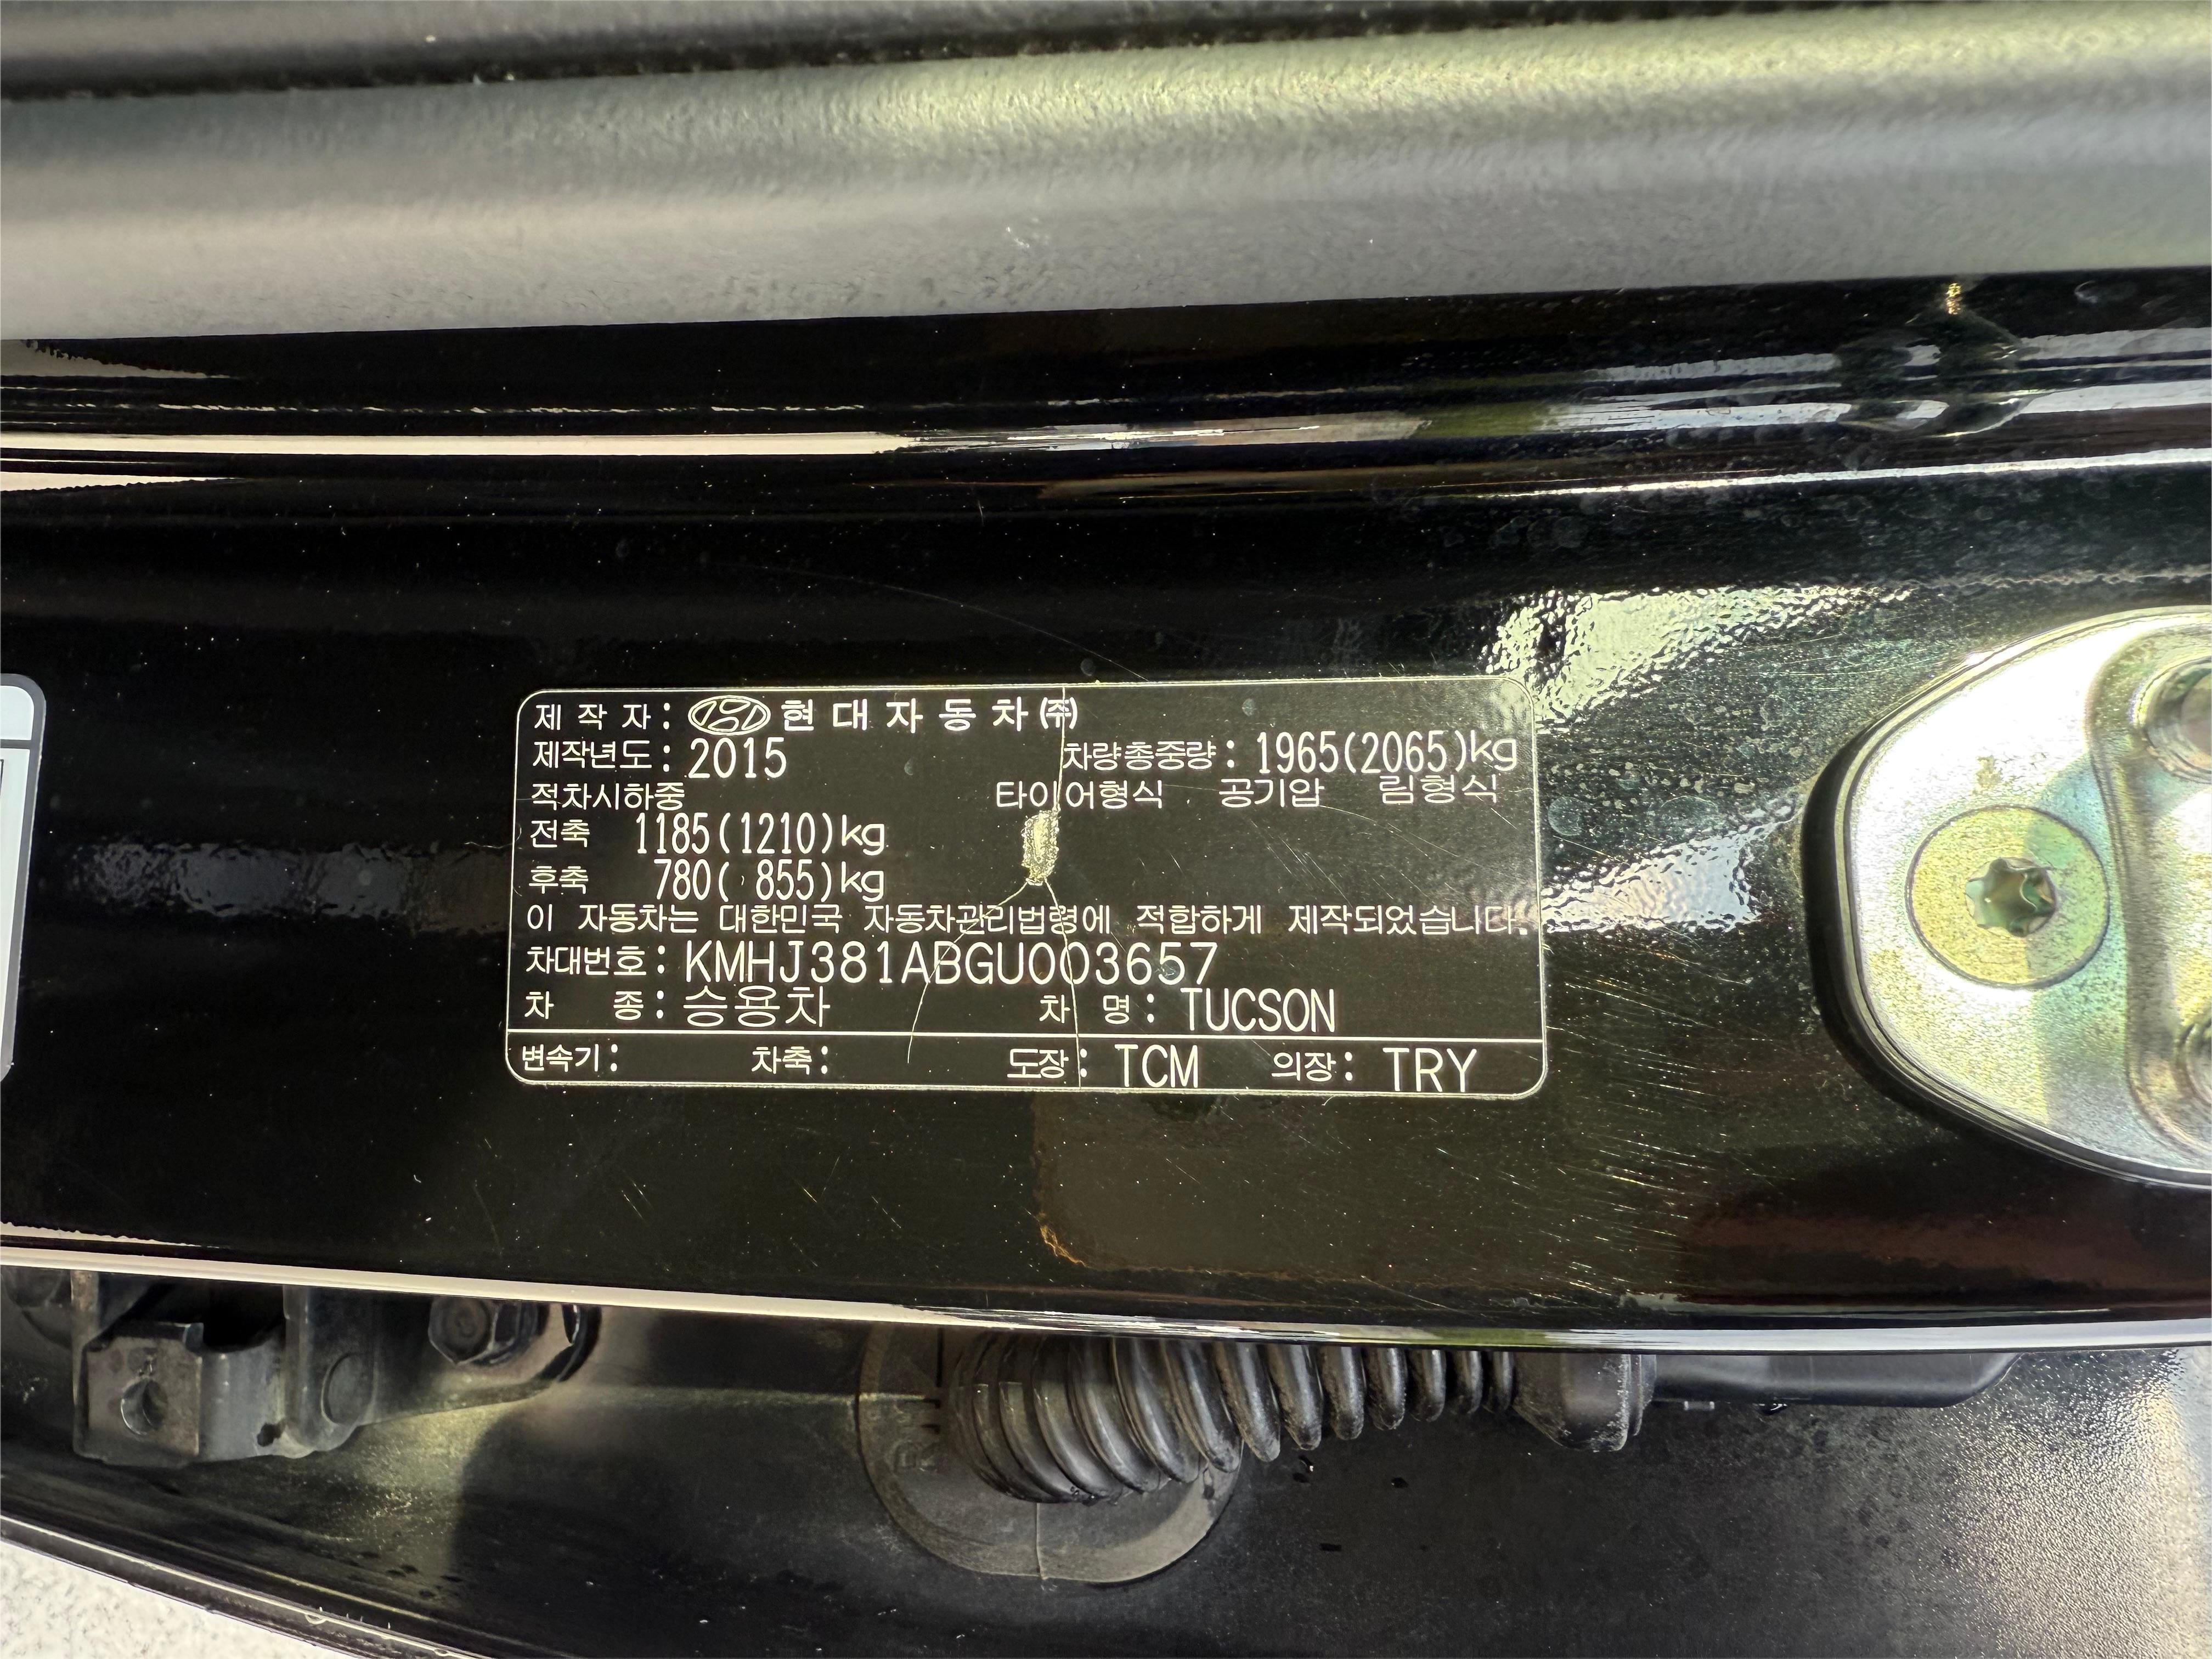 제 작 자 : 현 대 자 동 차 ㈜
제작년도 : 2015 차량총중량 : 1965(2065)kg
적차시하중 타이어형식 공기압 림형식
전축 1185(1210)kg
후축 780( 855)kg
이 자동차는 대한민국 자동차관리법령에 적합하게 제작되었습니다.
차대번호 : KMHJ381ABGU003657
차 종 : 승용차 차 명 : TUCSON
변속기 : 차축 : 도장 : TCM 의장 : TRY